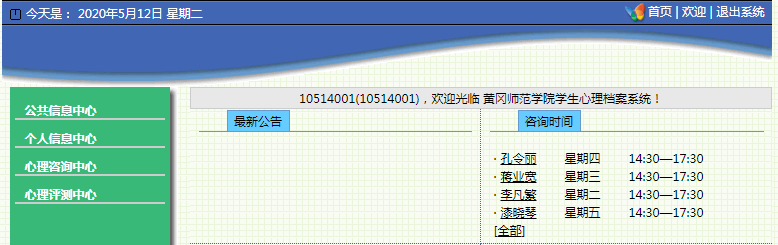 今天是： 2020年5月12日 星期二
首页 | 欢迎 | 退出系统
10514001(10514001)，欢迎光临 黄冈师范学院学生心理档案系统！
公共信息中心
个人信息中心
心理咨询中心
心理评测中心
最新公告
咨询时间
· 孔令丽 星期四 14:30—17:30
· 蒋业宽 星期三 14:30—17:30
· 李凡繁 星期二 14:30—17:30
· 漆晓琴 星期五 14:30—17:30
[全部]